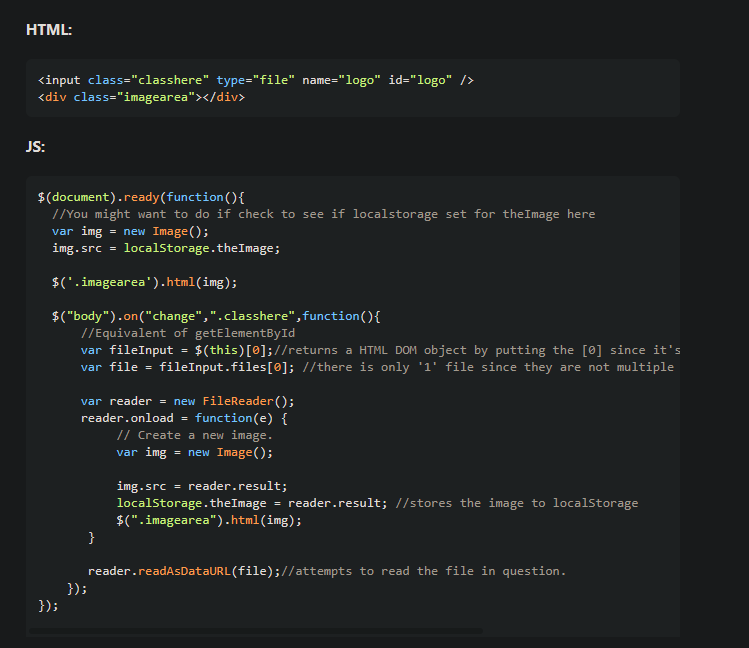 HTML:
<input class="classhere" type="file" name="logo" id="logo" />
<div class="imagearea"></div>
JS:
$(document).ready(function(){
  //You might want to do if check to see if localstorage set for theImage here
  var img = new Image();
  img.src = localStorage.theImage;
  $('.imagearea').html(img);
  $("body").on("change",".classhere",function(){
      //Equivalent of getElementById
      var fileInput = $(this)[0];//returns a HTML DOM object by putting the [0] since it's
      var file = fileInput.files[0]; //there is only '1' file since they are not multiple
      var reader = new FileReader();
      reader.onload = function(e) {
           // Create a new image.
           var img = new Image();
           img.src = reader.result;
           localStorage.theImage = reader.result; //stores the image to localStorage
           $(".imagearea").html(img);
       }
       reader.readAsDataURL(file);//attempts to read the file in question.
    });
});